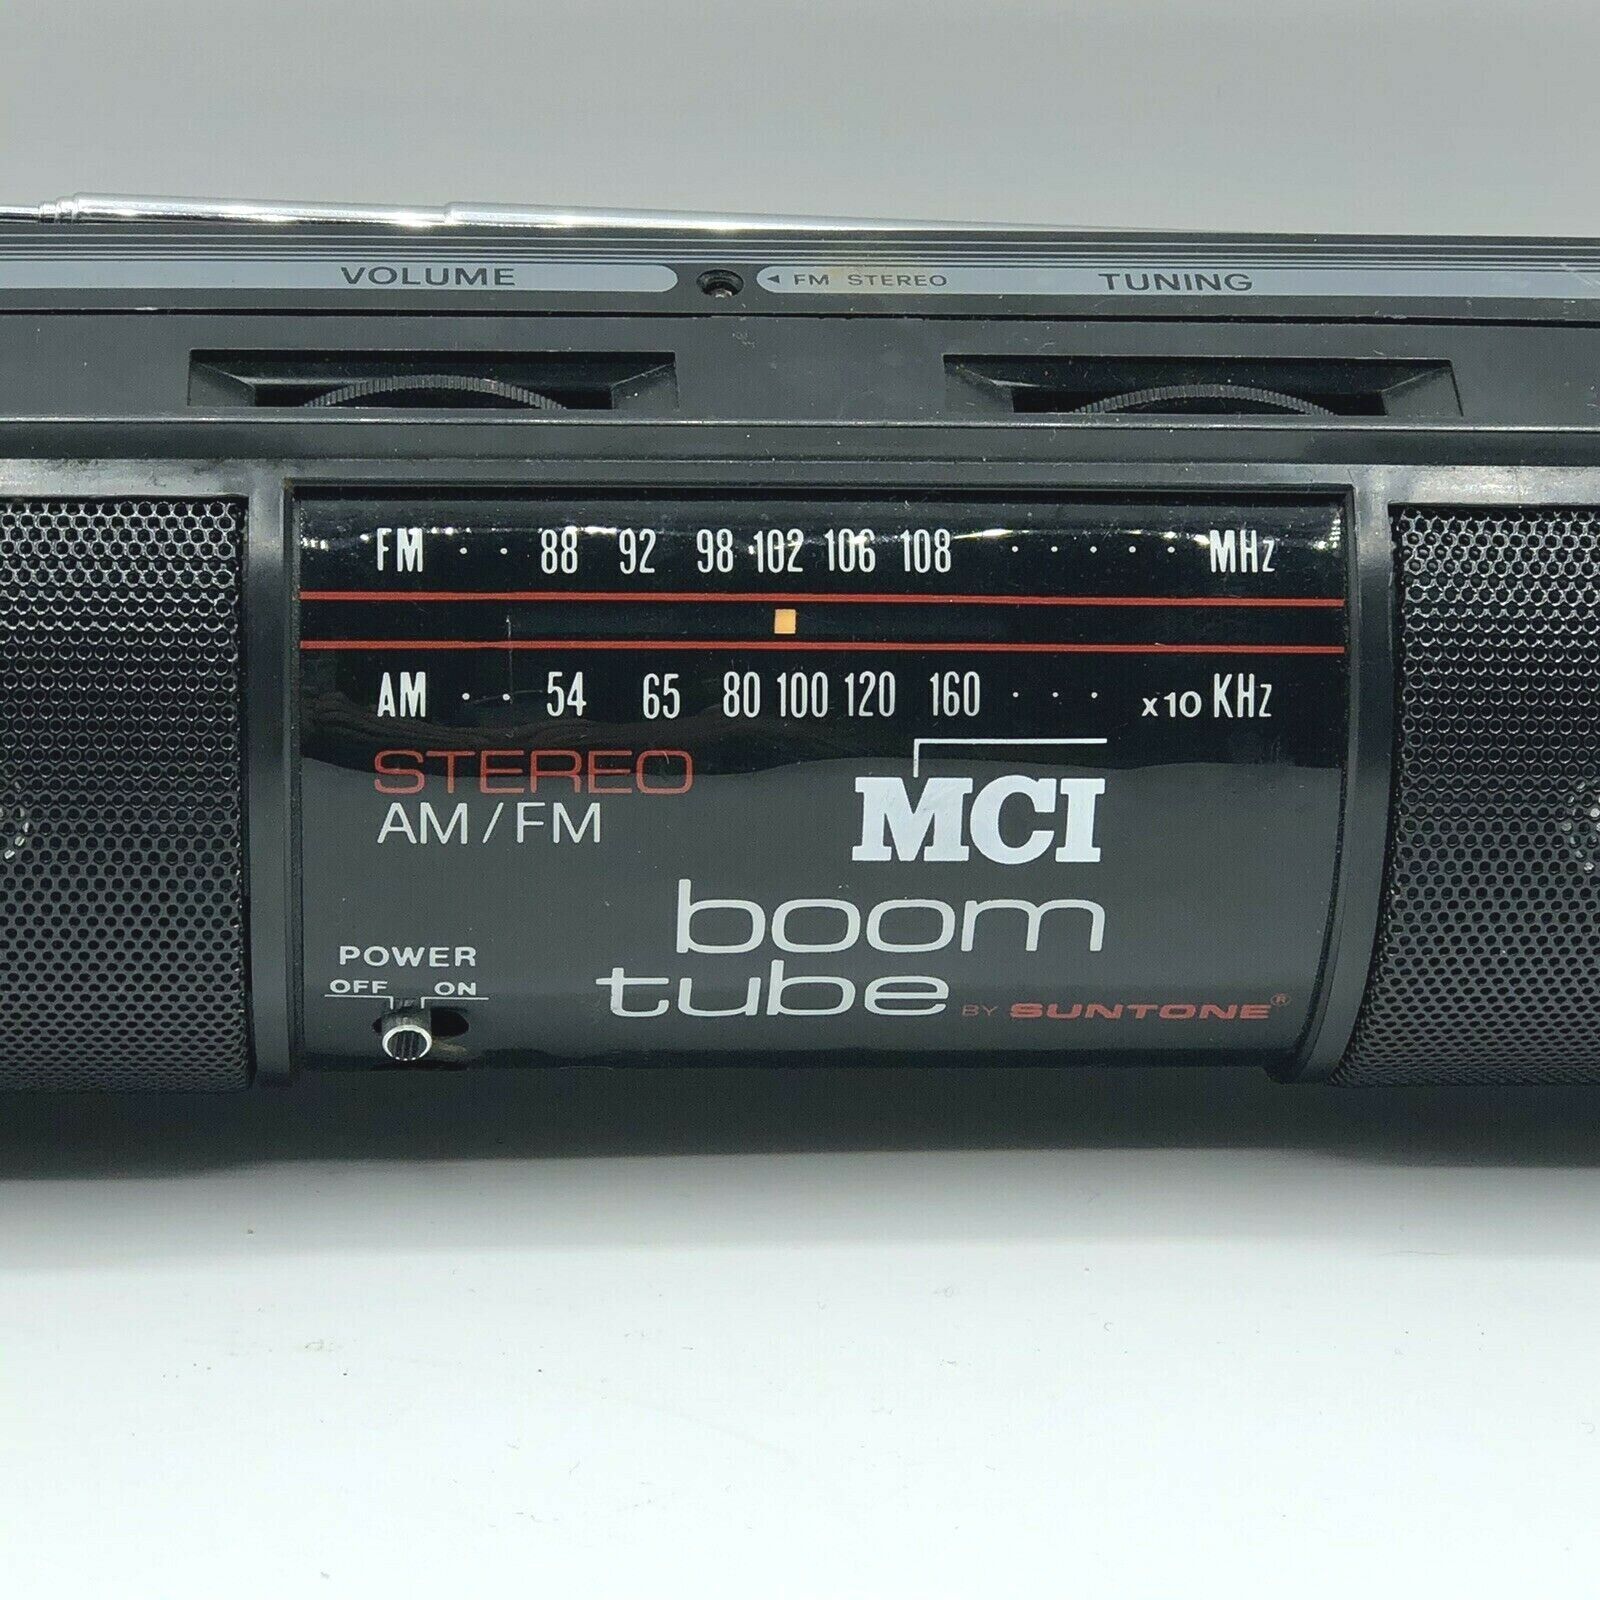 VOLUME ◄ FM STEREO TUNING
FM · · 88 92 98 102 106 108 · · · · · · MHz
AM · · 54 65 80 100 120 160 · · · x10 KHz
STEREO
AM/FM
MCI
boom
tube BY SUNTONE®
POWER
OFF ON